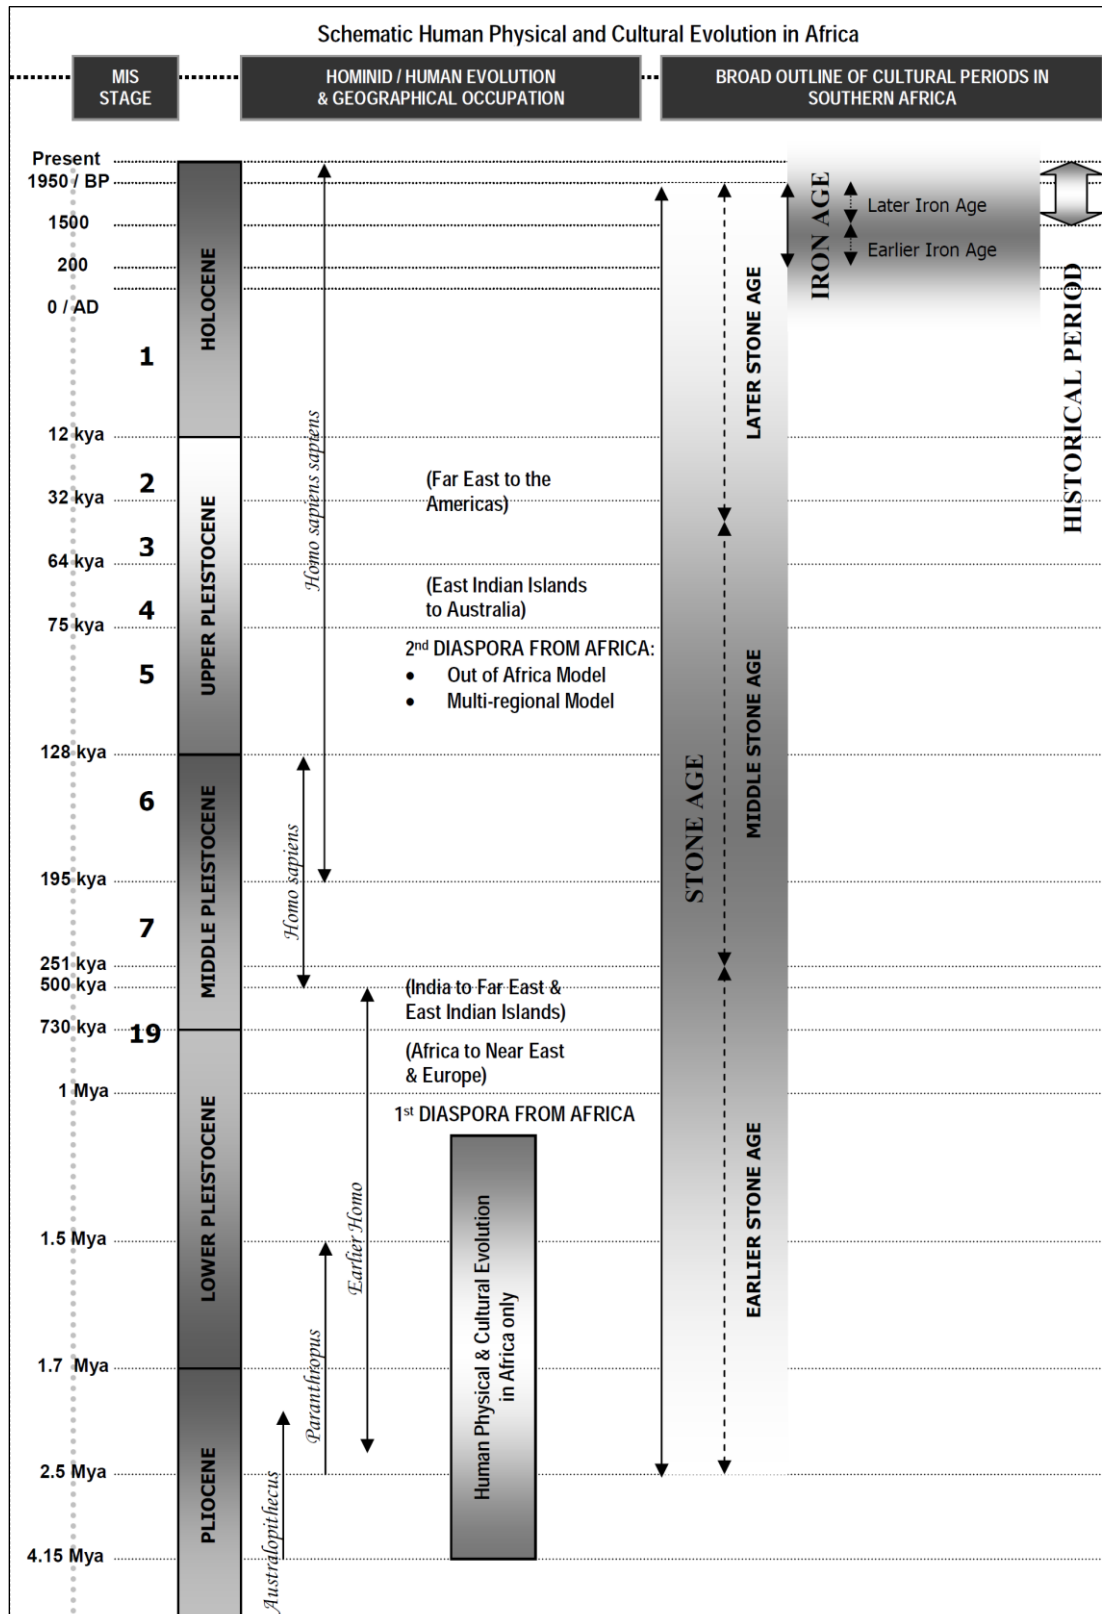 Schematic Human Physical and Cultural Evolution in Africa
MIS
STAGE
HOMINID / HUMAN EVOLUTION
& GEOGRAPHICAL OCCUPATION
BROAD OUTLINE OF CULTURAL PERIODS IN
SOUTHERN AFRICA
Present
1950 / BP
1500
200
0 / AD
12 kya
32 kya
64 kya
75 kya
128 kya
195 kya
251 kya
500 kya
730 kya
1 Mya
1.5 Mya
1.7 Mya
2.5 Mya
4.15 Mya
1
2
3
4
5
6
7
19
HOLOCENE
UPPER PLEISTOCENE
MIDDLE PLEISTOCENE
LOWER PLEISTOCENE
PLIOCENE
Homo sapiens sapiens
Homo sapiens
Earlier Homo
Paranthropus
Australopithecus
(Far East to the
Americas)
(East Indian Islands
to Australia)
2nd DIASPORA FROM AFRICA:
• Out of Africa Model
• Multi-regional Model
(India to Far East &
East Indian Islands)
(Africa to Near East
& Europe)
1st DIASPORA FROM AFRICA
Human Physical & Cultural Evolution
in Africa only
STONE AGE
LATER STONE AGE
MIDDLE STONE AGE
EARLIER STONE AGE
IRON AGE
Later Iron Age
Earlier Iron Age
HISTORICAL PERIOD